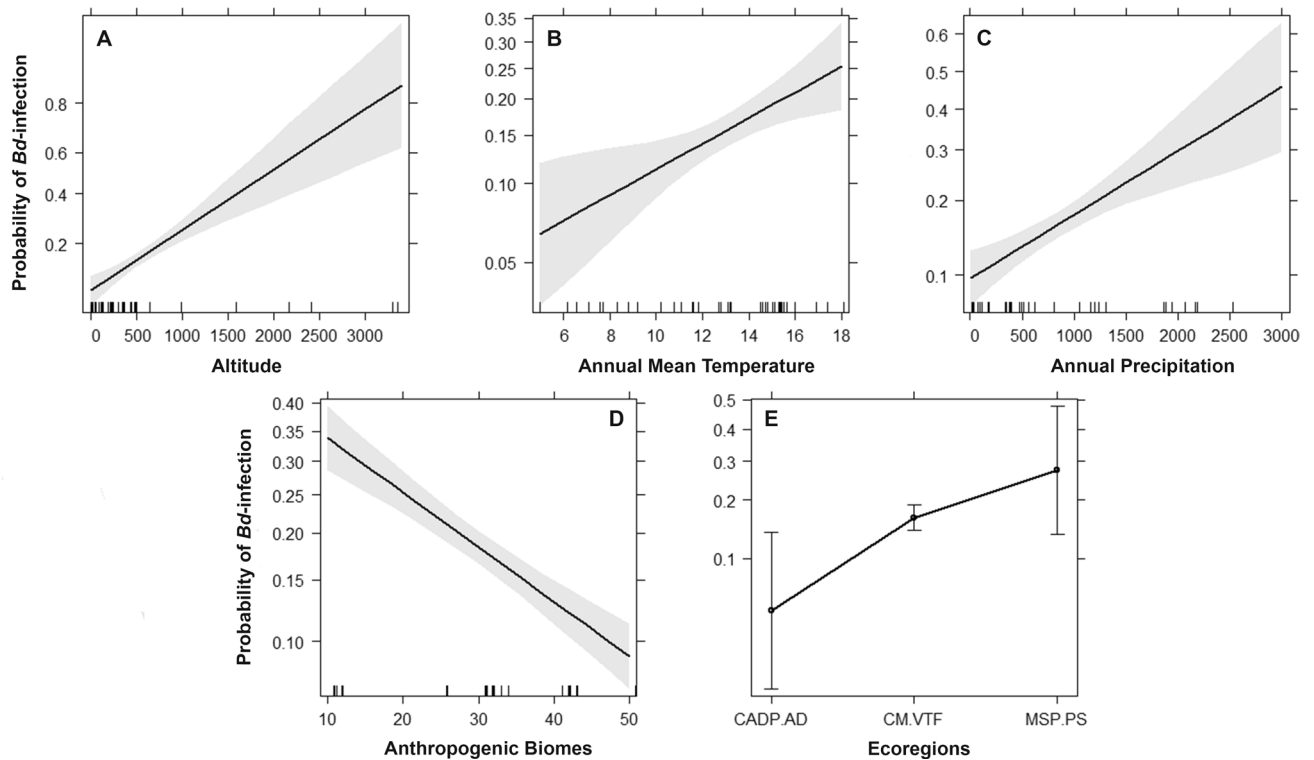 A
Probability of Bd-infection
0.8
0.6
0.4
0.2
0 500 1000 1500 2000 2500 3000
Altitude
B
0.35
0.30
0.25
0.20
0.15
0.10
0.05
6 8 10 12 14 16 18
Annual Mean Temperature
C
0.6
0.5
0.4
0.3
0.2
0.1
0 500 1000 1500 2000 2500 3000
Annual Precipitation
D
Probability of Bd-infection
0.40
0.35
0.30
0.25
0.20
0.15
0.10
10 20 30 40 50
Anthropogenic Biomes
E
0.5
0.4
0.3
0.2
0.1
CADP.AD CM.VTF MSP.PS
Ecoregions